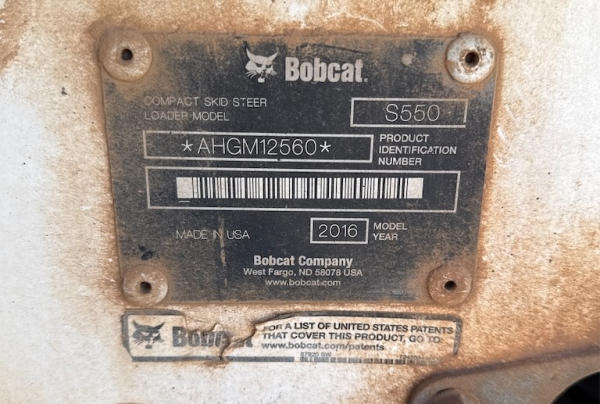 Bobcat.
COMPACT SKID STEER
LOADER MODEL
S550
*AHGM12560*
PRODUCT
IDENTIFICATION
NUMBER
MADE IN USA
2016
MODEL
YEAR
Bobcat Company
West Fargo, ND 58078 USA
www.bobcat.com
Bobcat
FOR A LIST OF UNITED STATES PATENTS
THAT COVER THIS PRODUCT, GO TO:
www.bobcat.com/patents